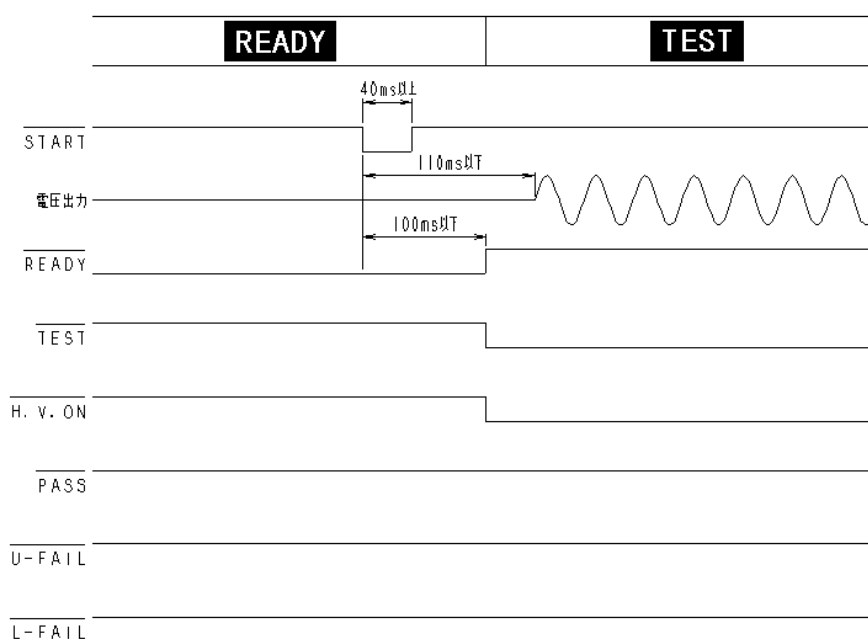 READY
TEST
40ms以上
START
110ms以下
電圧出力
100ms以下
READY
TEST
H.V.ON
PASS
U-FAIL
L-FAIL